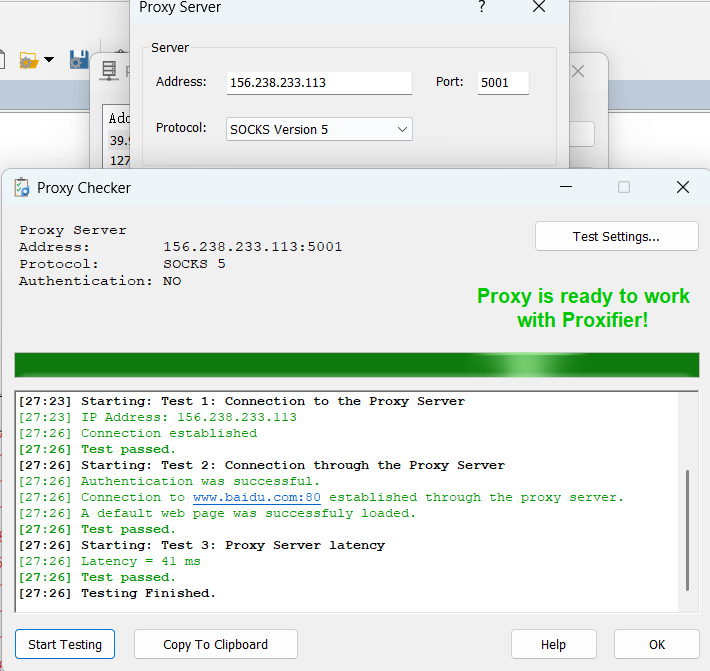 Proxy Server
?
Server
Address: 156.238.233.113 Port: 5001
Protocol: SOCKS Version 5
39.
127
Proxy Checker
Proxy Server
Address: 156.238.233.113:5001
Protocol: SOCKS 5
Authentication: NO
Test Settings...
Proxy is ready to work
with Proxifier!
[27:23] Starting: Test 1: Connection to the Proxy Server
[27:23] IP Address: 156.238.233.113
[27:26] Connection established
[27:26] Test passed.
[27:26] Starting: Test 2: Connection through the Proxy Server
[27:26] Authentication was successful.
[27:26] Connection to www.baidu.com:80 established through the proxy server.
[27:26] A default web page was successfuly loaded.
[27:26] Test passed.
[27:26] Starting: Test 3: Proxy Server latency
[27:26] Latency = 41 ms
[27:26] Test passed.
[27:26] Testing Finished.
Start Testing
Copy To Clipboard
Help
OK